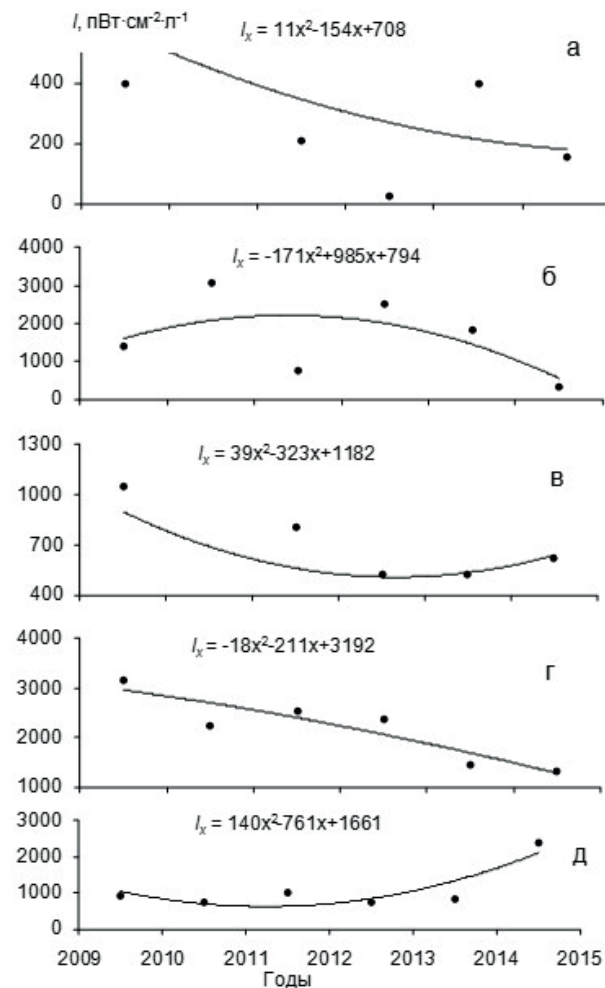 I, пВт·см⁻²·л⁻¹
Iₓ = 11x²-154x+708
а
400
200
0
Iₓ = -171x²+985x+794
б
4000
3000
2000
1000
0
Iₓ = 39x²-323x+1182
в
1300
1000
700
400
Iₓ = -18x²-211x+3192
г
4000
3000
2000
1000
Iₓ = 140x²-761x+1661
д
3000
2000
1000
0
2009 2010 2011 2012 2013 2014 2015
Годы